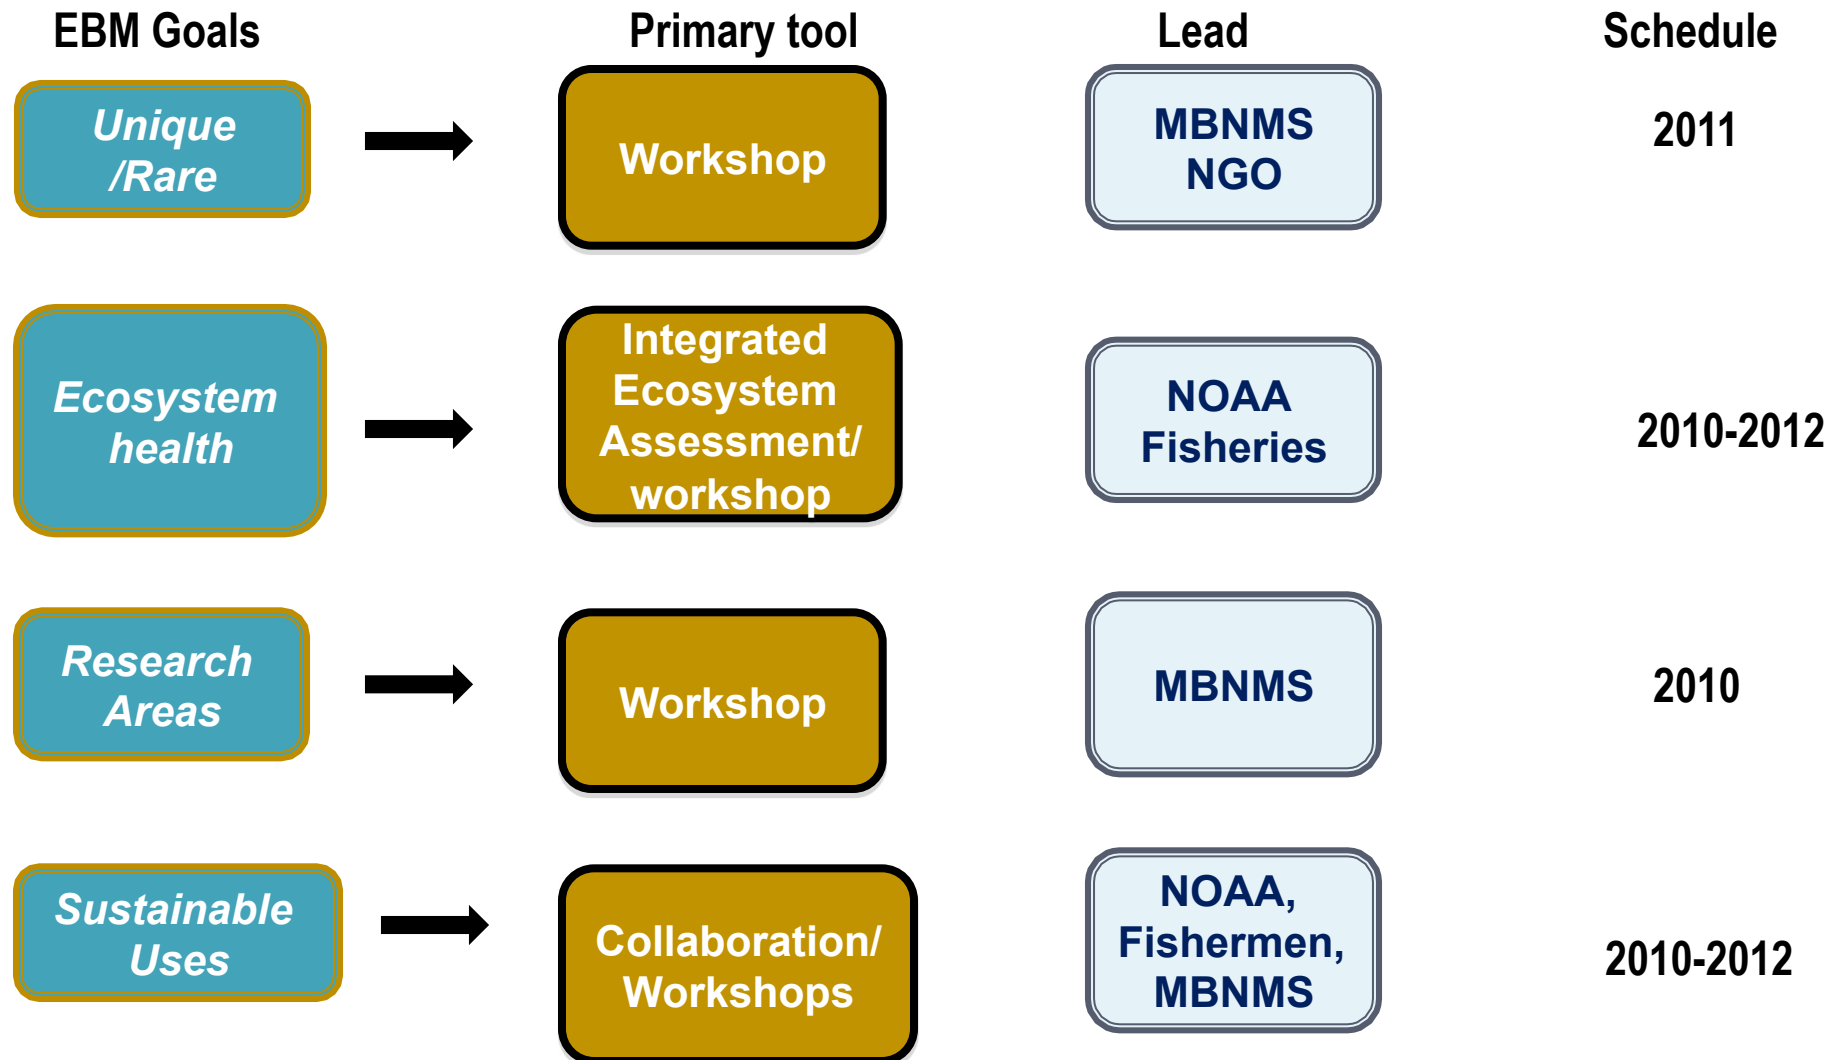 EBM Goals
Primary tool
Lead
Schedule
Unique
/Rare
Workshop
MBNMS
NGO
2011
Ecosystem
health
Integrated
Ecosystem
Assessment/
workshop
NOAA
Fisheries
2010-2012
Research
Areas
Workshop
MBNMS
2010
Sustainable
Uses
Collaboration/
Workshops
NOAA,
Fishermen,
MBNMS
2010-2012